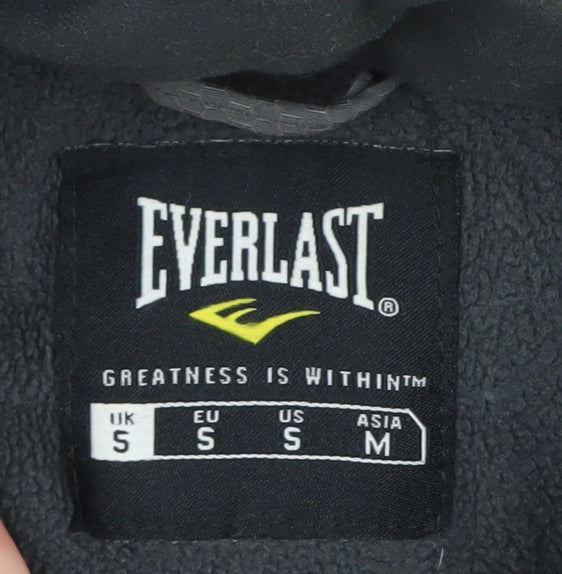 EVERLAST®
GREATNESS IS WITHIN™
UK EU US ASIA
S S S M